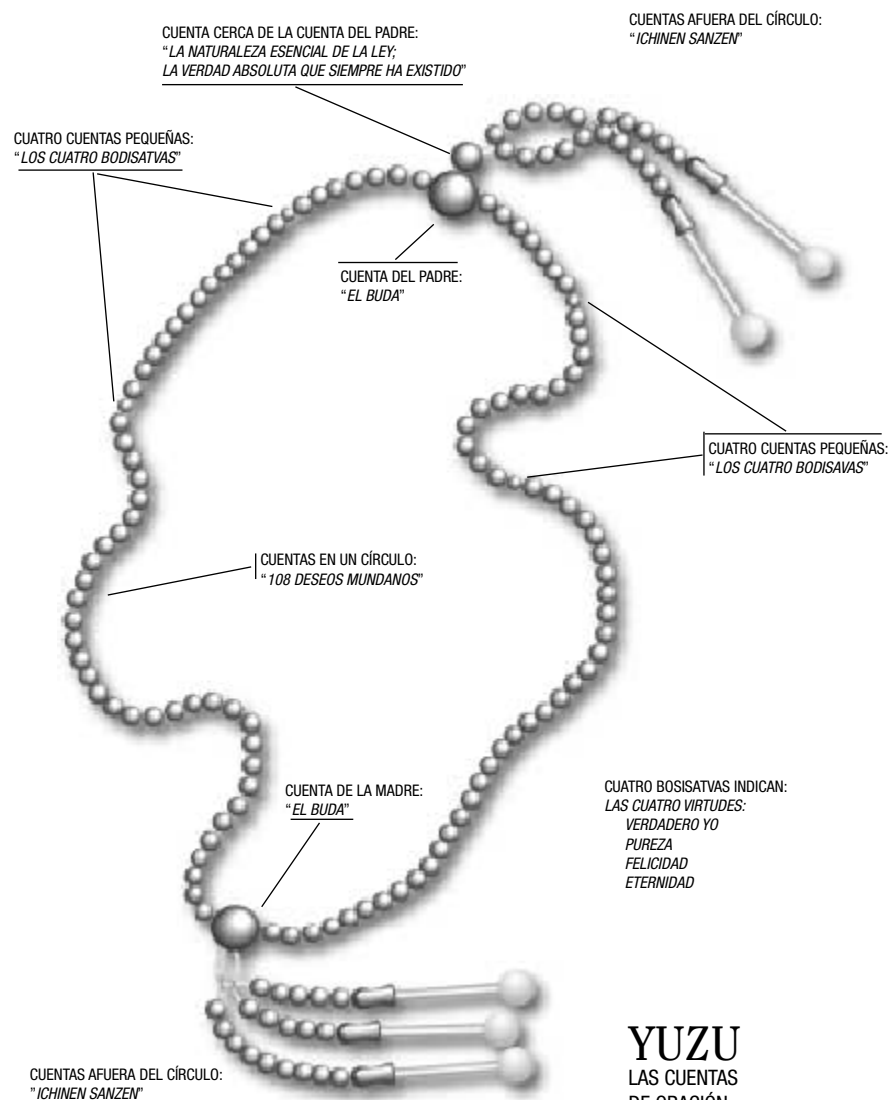 CUENTA CERCA DE LA CUENTA DEL PADRE:
"LA NATURALEZA ESENCIAL DE LA LEY;
LA VERDAD ABSOLUTA QUE SIEMPRE HA EXISTIDO"
CUENTAS AFUERA DEL CÍRCULO:
"ICHINEN SANZEN"
CUATRO CUENTAS PEQUEÑAS:
"LOS CUATRO BODISATVAS"
CUENTA DEL PADRE:
"EL BUDA"
CUATRO CUENTAS PEQUEÑAS:
"LOS CUATRO BODISAVAS"
CUENTAS EN UN CÍRCULO:
"108 DESEOS MUNDANOS"
CUENTA DE LA MADRE:
"EL BUDA"
CUATRO BOSISATVAS INDICAN:
LAS CUATRO VIRTUDES:
VERDADERO YO
PUREZA
FELICIDAD
ETERNIDAD
CUENTAS AFUERA DEL CÍRCULO:
"ICHINEN SANZEN"
YUZU
LAS CUENTAS
DE ORACIÓN